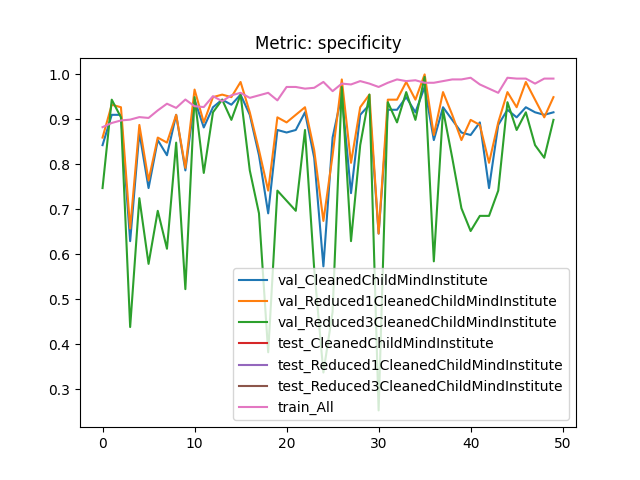 Metric: specificity
1.0
0.9
0.8
0.7
0.6
0.5
0.4
0.3
val_CleanedChildMindInstitute
val_Reduced1CleanedChildMindInstitute
val_Reduced3CleanedChildMindInstitute
test_CleanedChildMindInstitute
test_Reduced1CleanedChildMindInstitute
test_Reduced3CleanedChildMindInstitute
train_All
0 10 20 30 40 50